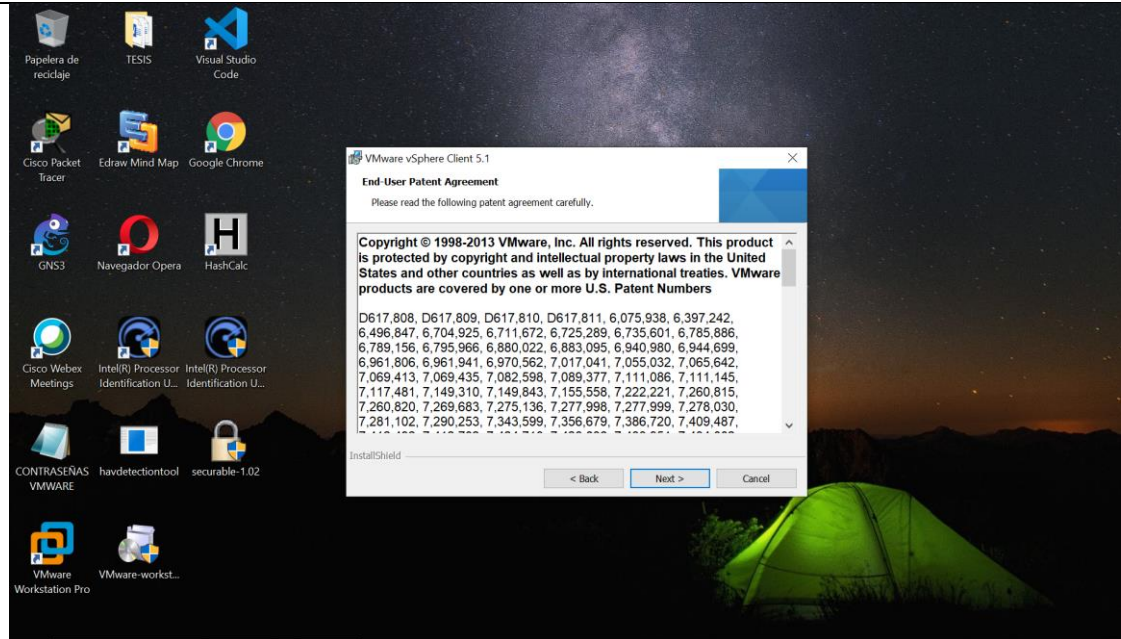 Papelera de
reciclaje
TESIS
Visual Studio
Code
Cisco Packet
Tracer
Edraw Mind Map
Google Chrome
GNS3
Navegador Opera
HashCalc
Cisco Webex
Meetings
Intel(R) Processor
Identification U...
Intel(R) Processor
Identification U...
CONTRASEÑAS
VMWARE
havdetectiontool
securable-1.02
VMware
Workstation Pro
VMware-workst...
VMware vSphere Client 5.1
End-User Patent Agreement
Please read the following patent agreement carefully.
Copyright © 1998-2013 VMware, Inc. All rights reserved. This product
is protected by copyright and intellectual property laws in the United
States and other countries as well as by international treaties. VMware
products are covered by one or more U.S. Patent Numbers
D617,808, D617,809, D617,810, D617,811, 6,075,938, 6,397,242,
6,496,847, 6,704,925, 6,711,672, 6,725,289, 6,735,601, 6,785,886,
6,789,156, 6,795,966, 6,880,022, 6,883,095, 6,940,980, 6,944,699,
6,961,806, 6,961,941, 6,970,562, 7,017,041, 7,055,032, 7,065,642,
7,069,413, 7,069,435, 7,082,598, 7,089,377, 7,111,086, 7,111,145,
7,117,481, 7,149,310, 7,149,843, 7,155,558, 7,222,221, 7,260,815,
7,260,820, 7,269,683, 7,275,136, 7,277,998, 7,277,999, 7,278,030,
7,281,102, 7,290,253, 7,343,599, 7,356,679, 7,386,720, 7,409,487,
InstallShield
< Back
Next >
Cancel